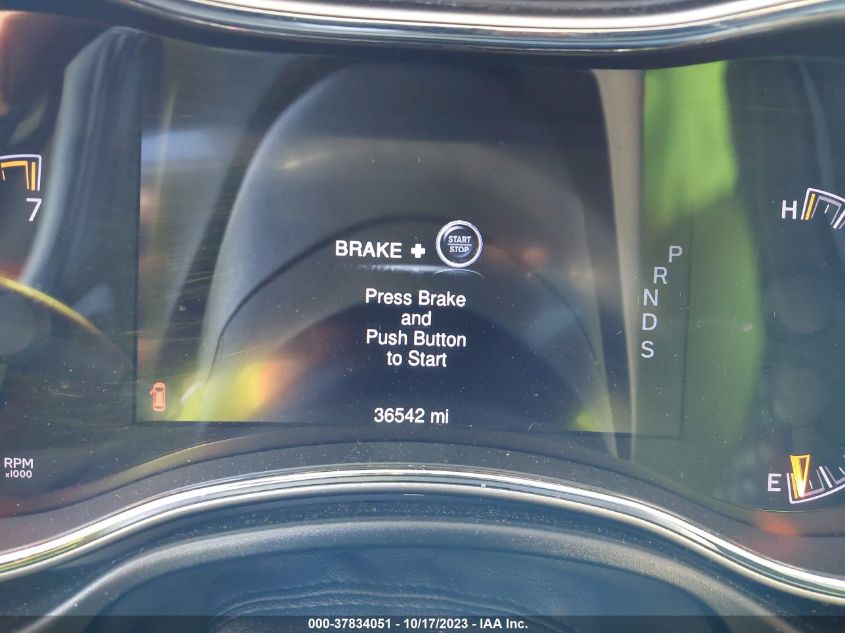 7
H
BRAKE + START STOP
P
R
N
D
S
Press Brake
and
Push Button
to Start
36542 mi
RPM
x1000
E
000-37834051 - 10/17/2023 - IAA Inc.